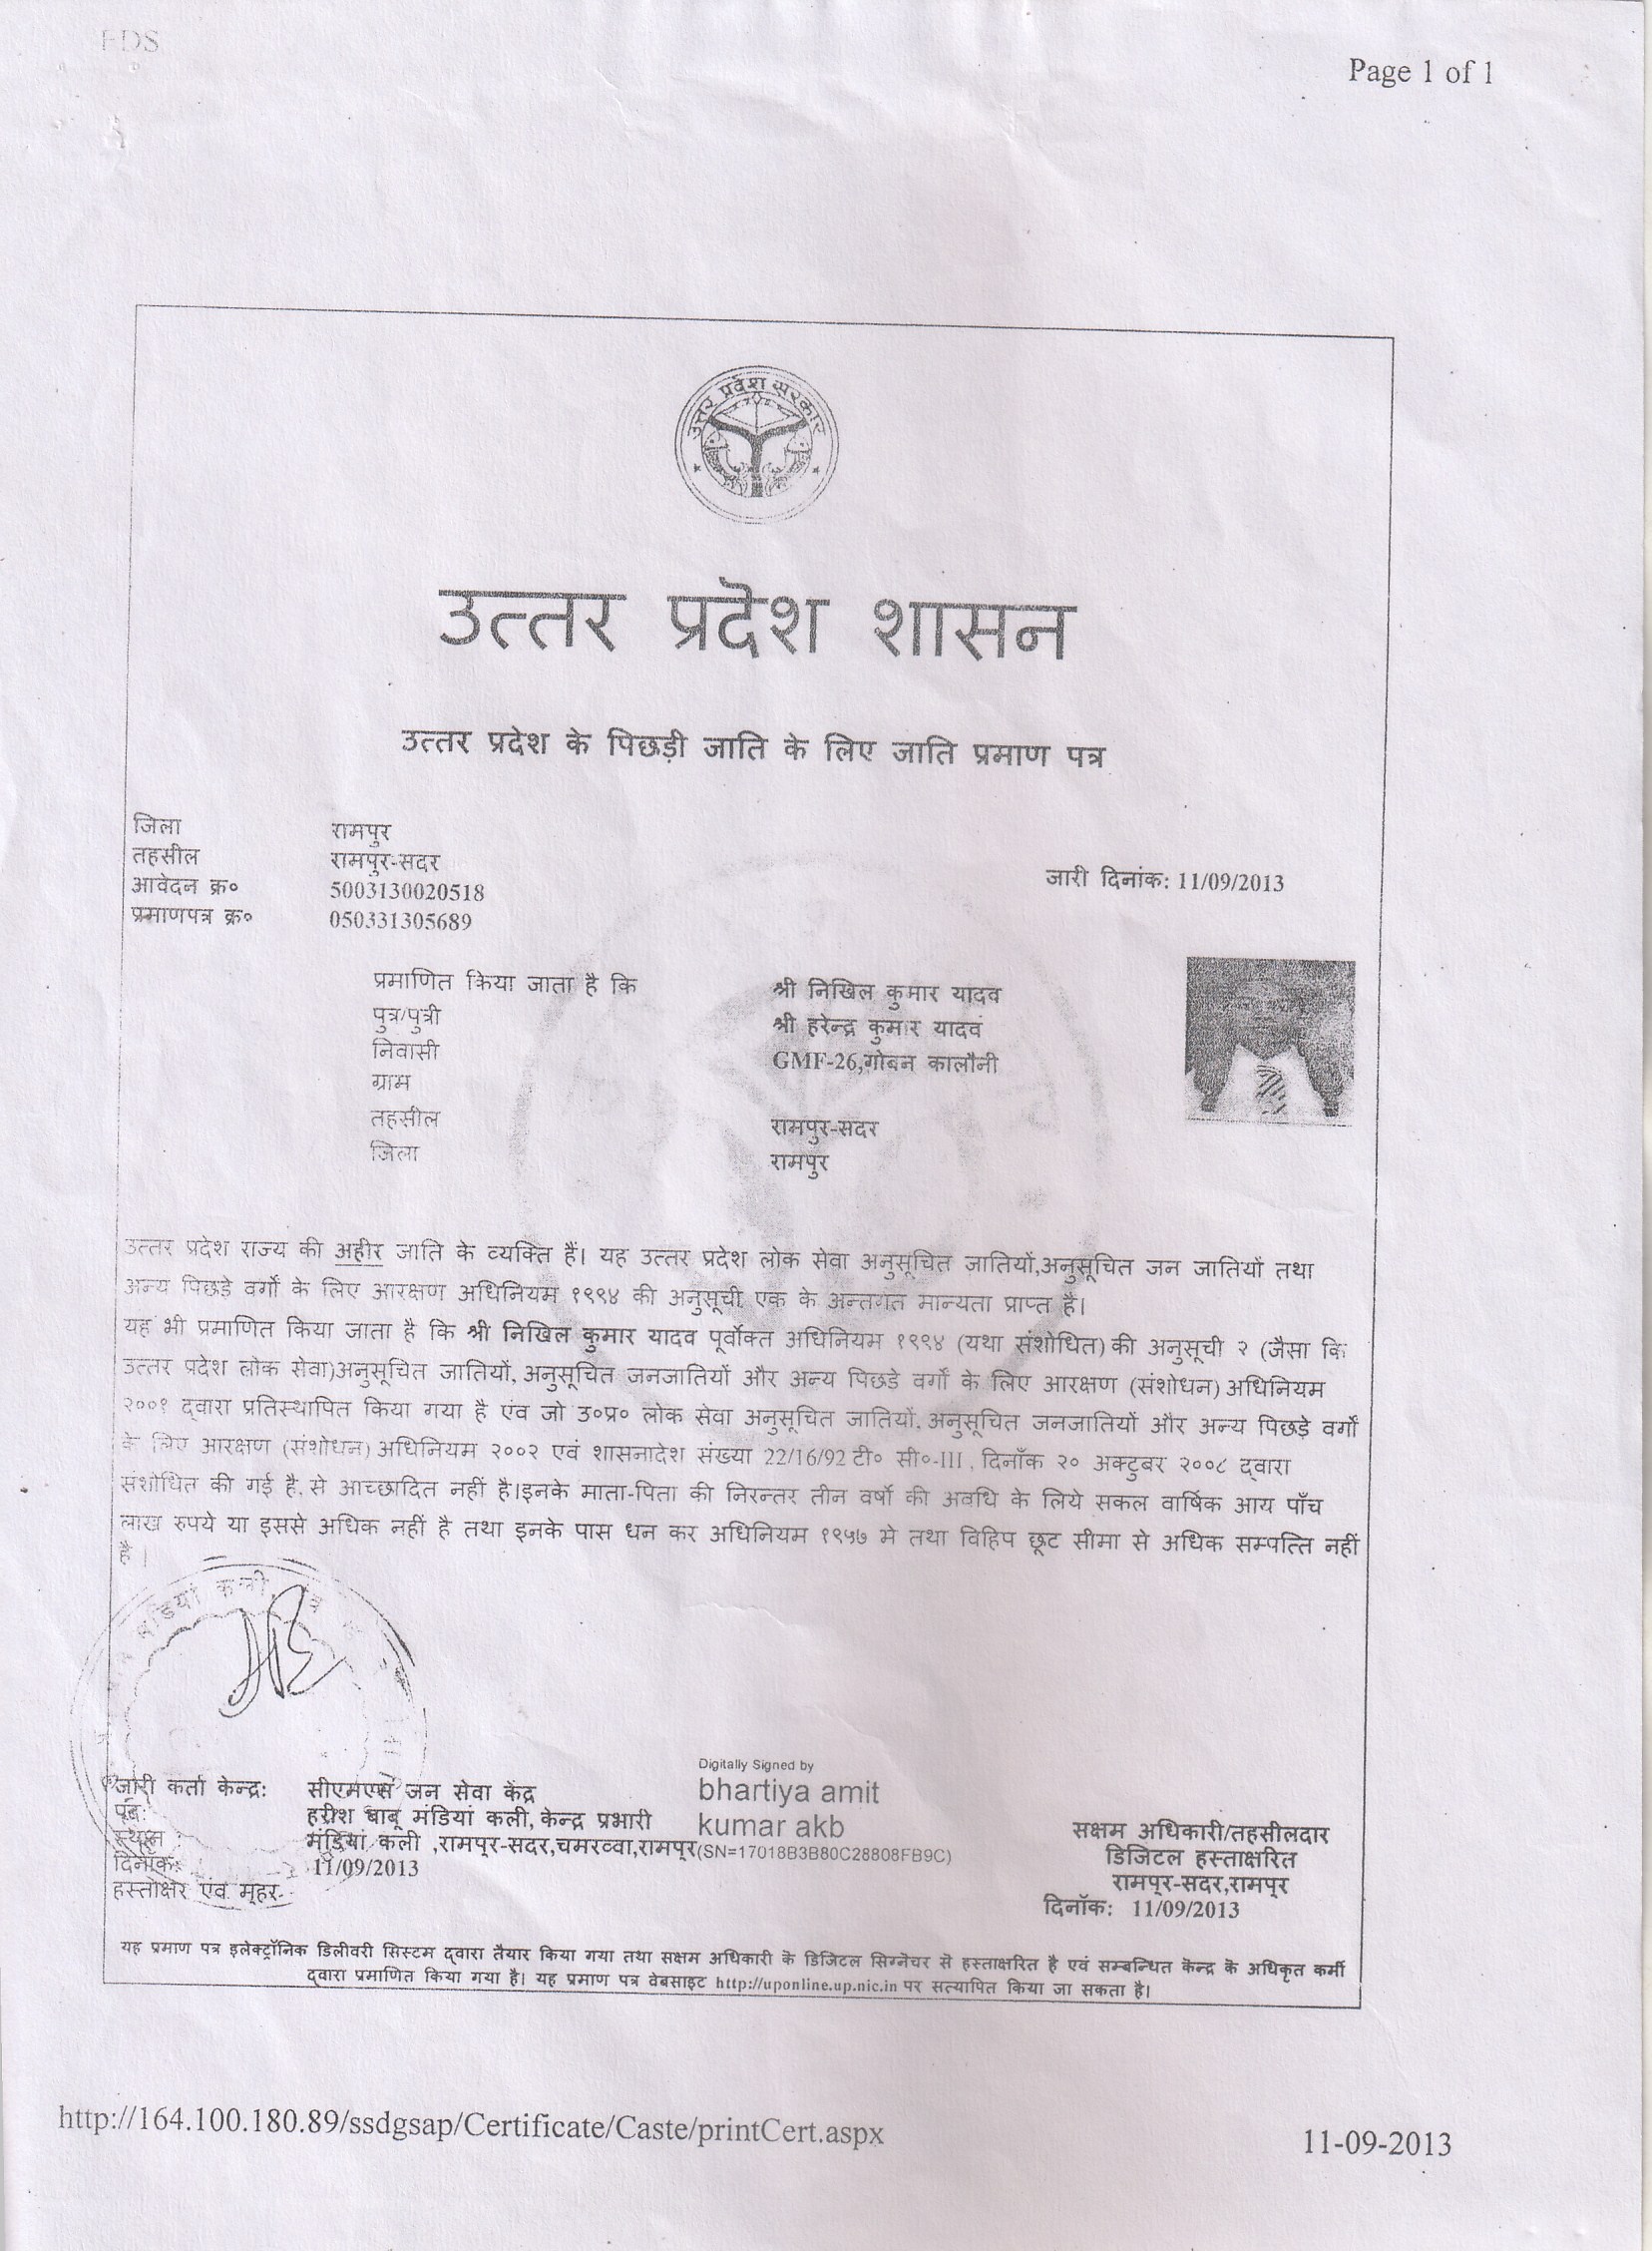 EDS
Page 1 of 1
उत्तर प्रदेश सरकार
उत्तर प्रदेश शासन
उत्तर प्रदेश के पिछड़ी जाति के लिए जाति प्रमाण पत्र
जिला रामपुर
तहसील रामपुर-सदर
आवेदन क्र० 5003130020518
जारी दिनांक: 11/09/2013
प्रमाणपत्र क्र० 050331305689
प्रमाणित किया जाता है कि श्री निखिल कुमार यादव
पुत्र/पुत्री श्री हरेन्द्र कुमार यादव
निवासी GMF-26,गोबन कालौनी
ग्राम
तहसील रामपुर-सदर
जिला रामपुर
उत्तर प्रदेश राज्य की अहीर जाति के व्यक्ति हैं। यह उत्तर प्रदेश लोक सेवा अनुसूचित जातियों,अनुसूचित जन जातियों तथा
अन्य पिछडे वर्गों के लिए आरक्षण अधिनियम १९९४ की अनुसूची एक के अन्तर्गत मान्यता प्राप्त है।
यह भी प्रमाणित किया जाता है कि श्री निखिल कुमार यादव पूर्वोक्त अधिनियम १९९४ (यथा संशोधित) की अनुसूची २ (जैसा कि
उत्तर प्रदेश लोक सेवा)अनुसूचित जातियों, अनुसूचित जनजातियों और अन्य पिछडे वर्गों के लिए आरक्षण (संशोधन) अधिनियम
२००१ द्वारा प्रतिस्थापित किया गया है एंव जो उ०प्र० लोक सेवा अनुसूचित जातियों, अनुसूचित जनजातियों और अन्य पिछड़े वर्गों
के लिए आरक्षण (संशोधन) अधिनियम २००२ एवं शासनादेश संख्या 22/16/92 टी० सी०-III , दिनाँक २० अक्टुबर २००८ द्वारा
संशोधित की गई है, से आच्छादित नहीं है।इनके माता-पिता की निरन्तर तीन वर्षो की अवधि के लिये सकल वार्षिक आय पाँच
लाख रुपये या इससे अधिक नहीं है तथा इनके पास धन कर अधिनियम १९५७ मे तथा विहिप छूट सीमा से अधिक सम्पत्ति नहीं
है |
मंडियां कली
Digitally Signed by
bhartiya amit
kumar akb
(SN=17018B3B80C28808FB9C)
जारी कर्ता केन्द्र: सीएमएस जन सेवा केंद्र
पूव: हरीश बाबू मंडियां कली, केन्द्र प्रभारी
स्थान : मंडियां कली ,रामपुर-सदर,चमरव्वा,रामपुर
दिनाँक: 11/09/2013
हस्ताक्षर एंव मूहर-
सक्षम अधिकारी/तहसीलदार
डिजिटल हस्ताक्षरित
रामपुर-सदर,रामपुर
दिनॉक: 11/09/2013
यह प्रमाण पत्र इलेक्ट्रॉनिक डिलीवरी सिस्टम द्वारा तैयार किया गया तथा सक्षम अधिकारी के डिजिटल सिग्नेचर से हस्ताक्षरित है एवं सम्बन्धित केन्द्र के अधिकृत कर्मी
द्वारा प्रमाणित किया गया है। यह प्रमाण पत्र वेबसाइट http://uponline.up.nic.in पर सत्यापित किया जा सकता है।
http://164.100.180.89/ssdgsap/Certificate/Caste/printCert.aspx
11-09-2013